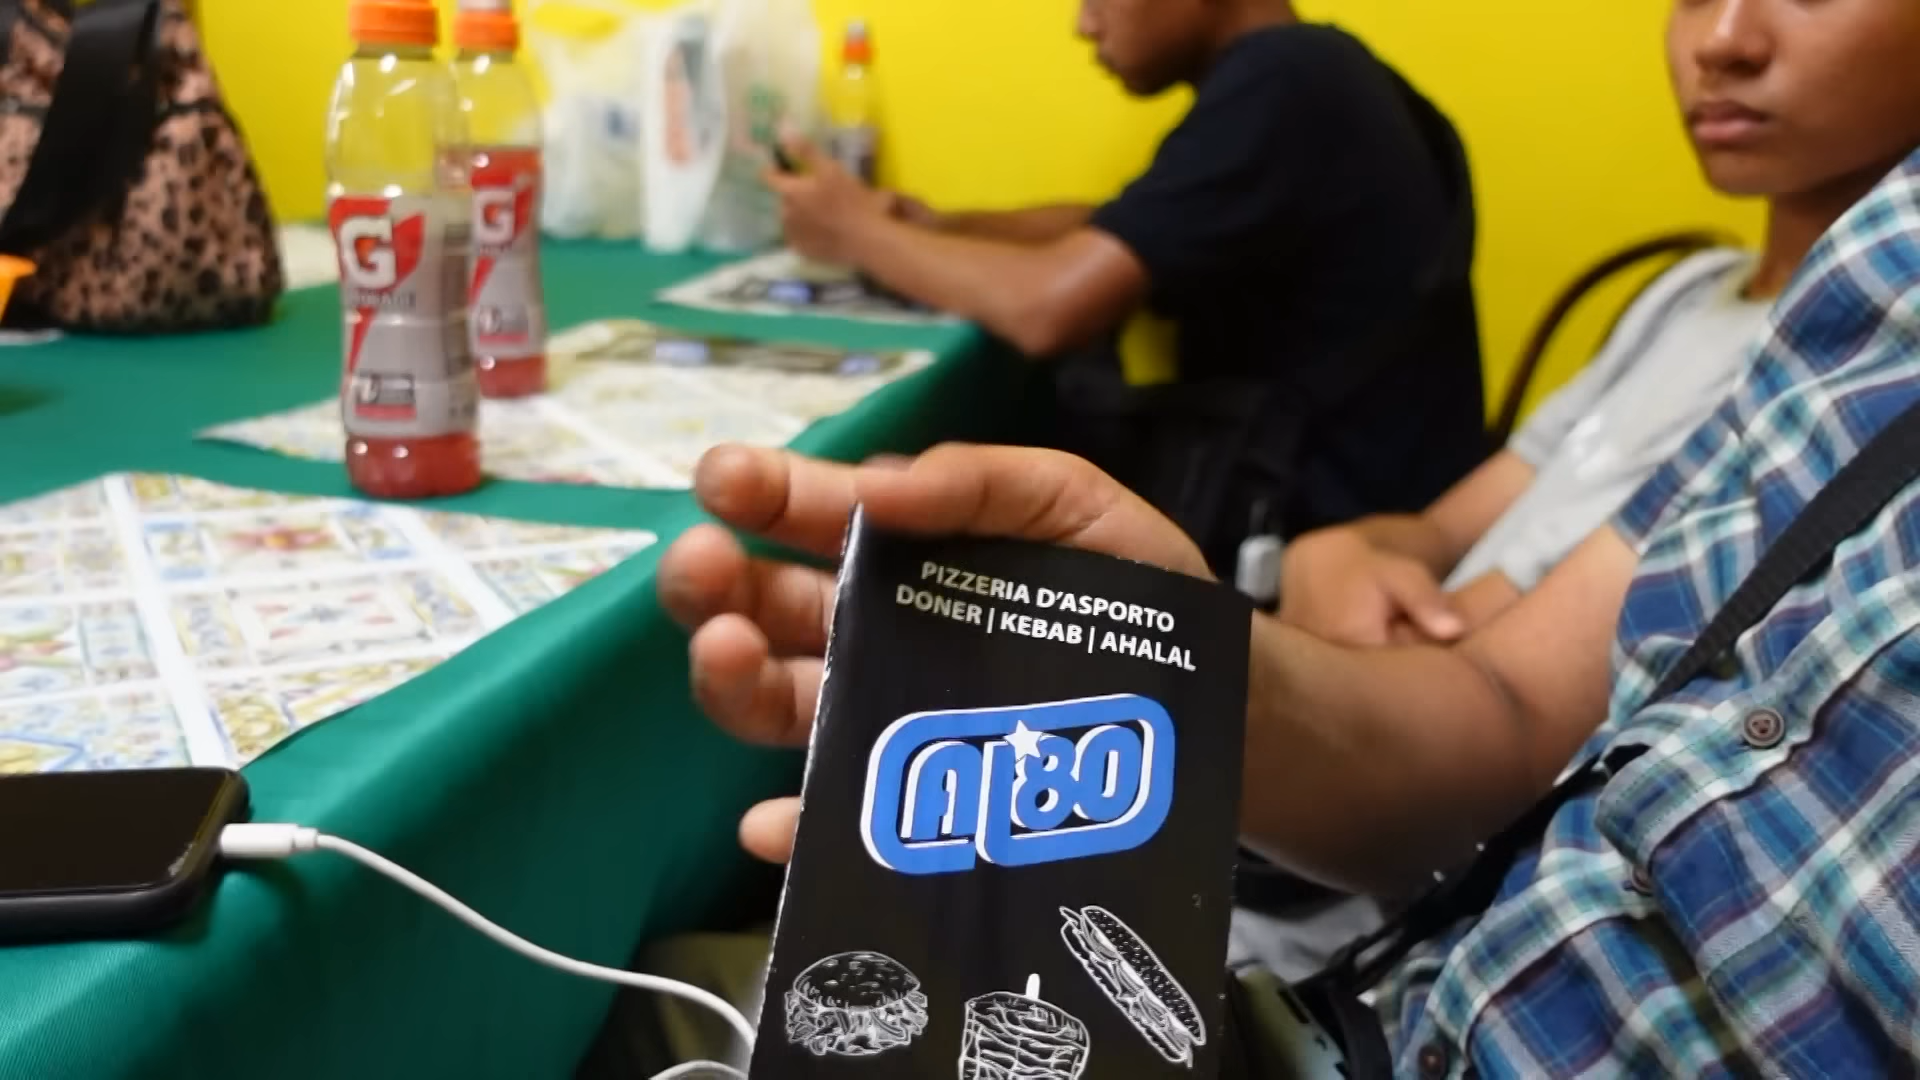 G
G
PIZZERIA D'ASPORTO
DONER | KEBAB | AHALAL
AL80